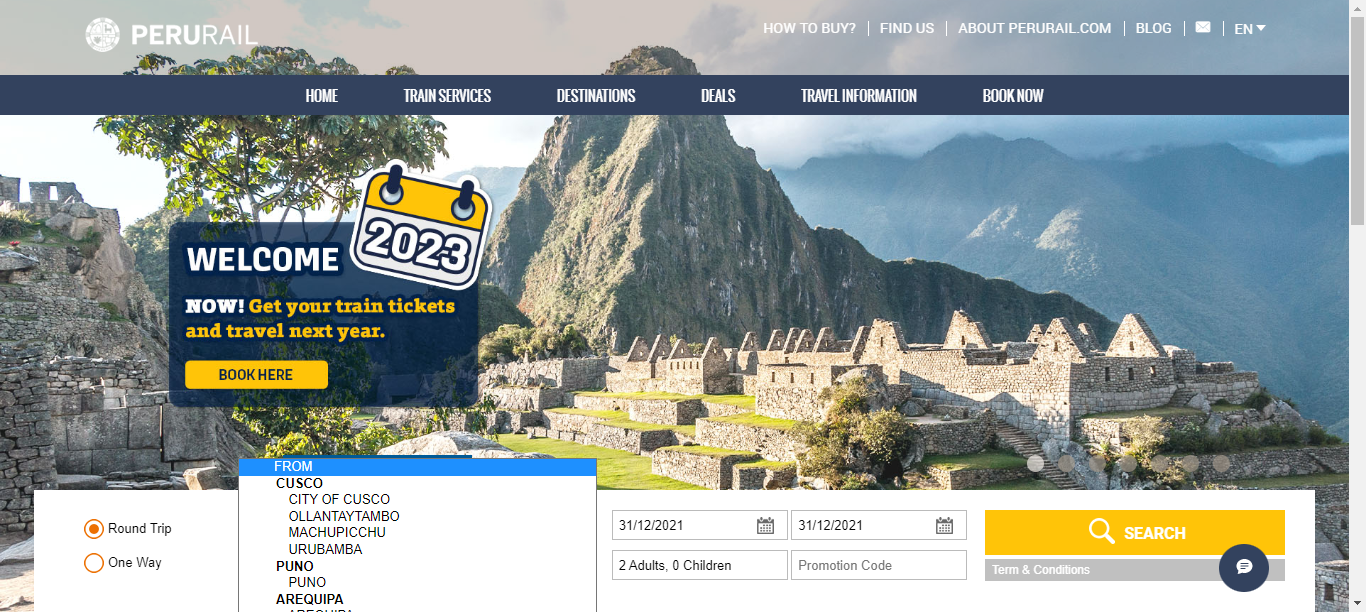 PERURAIL
HOW TO BUY?
FIND US
ABOUT PERURAIL.COM
BLOG
EN
HOME
TRAIN SERVICES
DESTINATIONS
DEALS
TRAVEL INFORMATION
BOOK NOW
2023
WELCOME
NOW! Get your train tickets
and travel next year.
BOOK HERE
Round Trip
One Way
FROM
CUSCO
CITY OF CUSCO
OLLANTAYTAMBO
MACHUPICCHU
URUBAMBA
PUNO
PUNO
AREQUIPA
AREQUIPA
31/12/2021
31/12/2021
2 Adults, 0 Children
Promotion Code
SEARCH
Term & Conditions